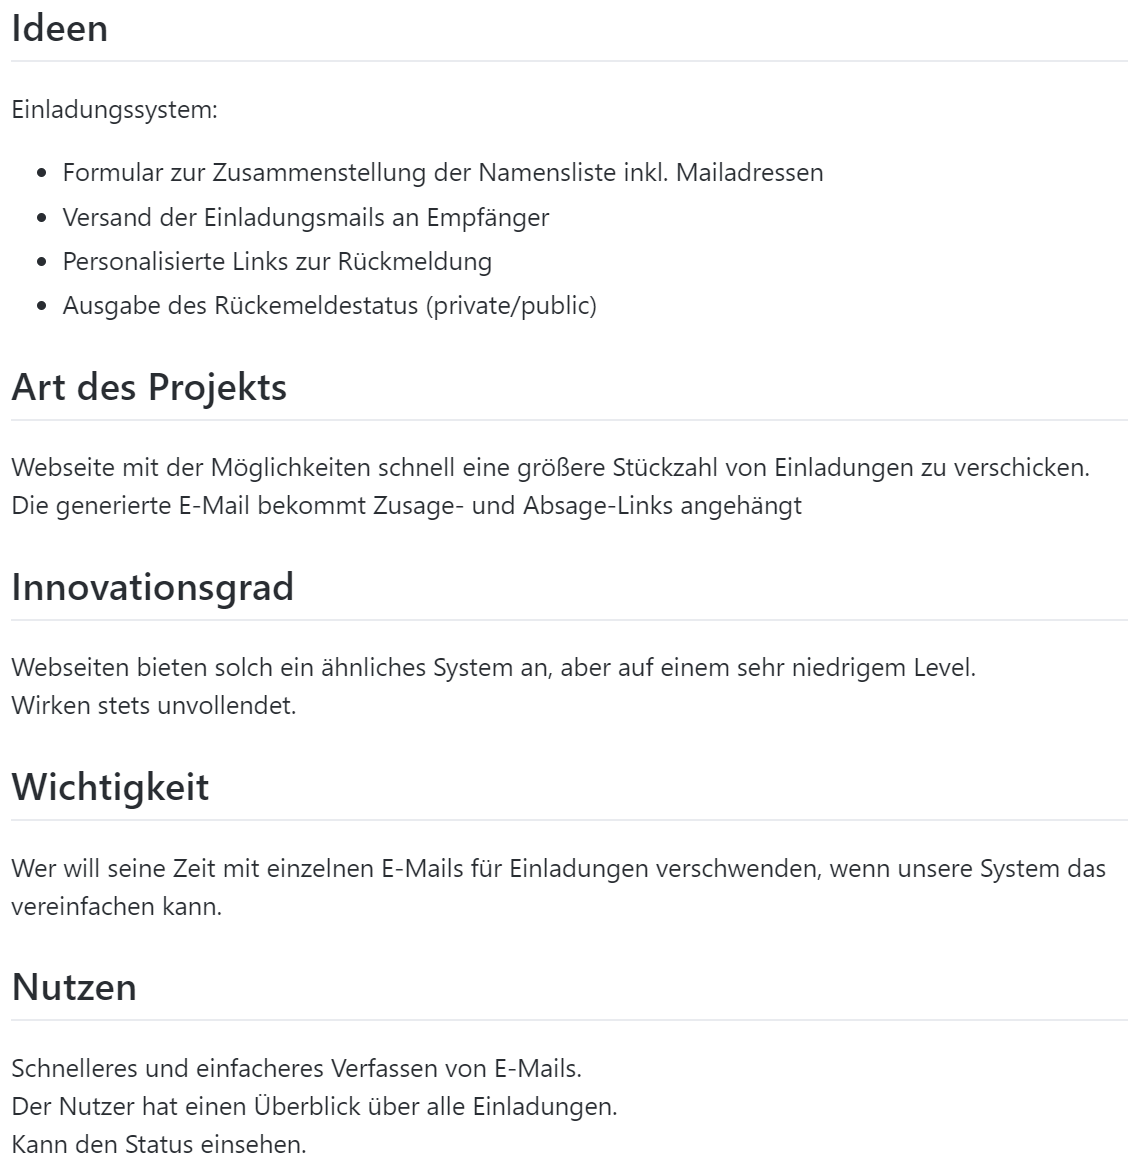 Ideen
Einladungssystem:
Formular zur Zusammenstellung der Namensliste inkl. Mailadressen
Versand der Einladungsmails an Empfänger
Personalisierte Links zur Rückmeldung
Ausgabe des Rückemeldestatus (private/public)
Art des Projekts
Webseite mit der Möglichkeiten schnell eine größere Stückzahl von Einladungen zu verschicken.
Die generierte E-Mail bekommt Zusage- und Absage-Links angehängt
Innovationsgrad
Webseiten bieten solch ein ähnliches System an, aber auf einem sehr niedrigem Level.
Wirken stets unvollendet.
Wichtigkeit
Wer will seine Zeit mit einzelnen E-Mails für Einladungen verschwenden, wenn unsere System das
vereinfachen kann.
Nutzen
Schnelleres und einfacheres Verfassen von E-Mails.
Der Nutzer hat einen Überblick über alle Einladungen.
Kann den Status einsehen.